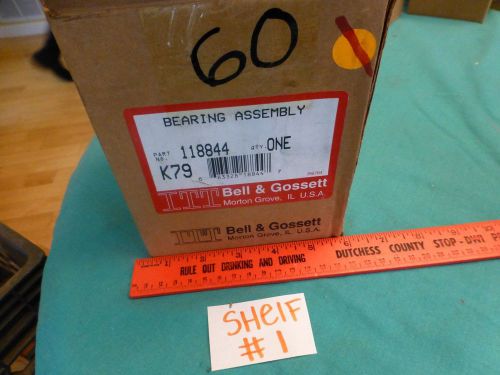 60
BEARING ASSEMBLY
PART NO. 118844 QTY. ONE
K79
ITT Bell & Gossett
Morton Grove, IL U.S.A.
ITT Bell & Gossett
Morton Grove, IL U.S.A.
RULE OUT DRINKING AND DRIVING DUTCHESS COUNTY STOP-DWI
SHElF
#1